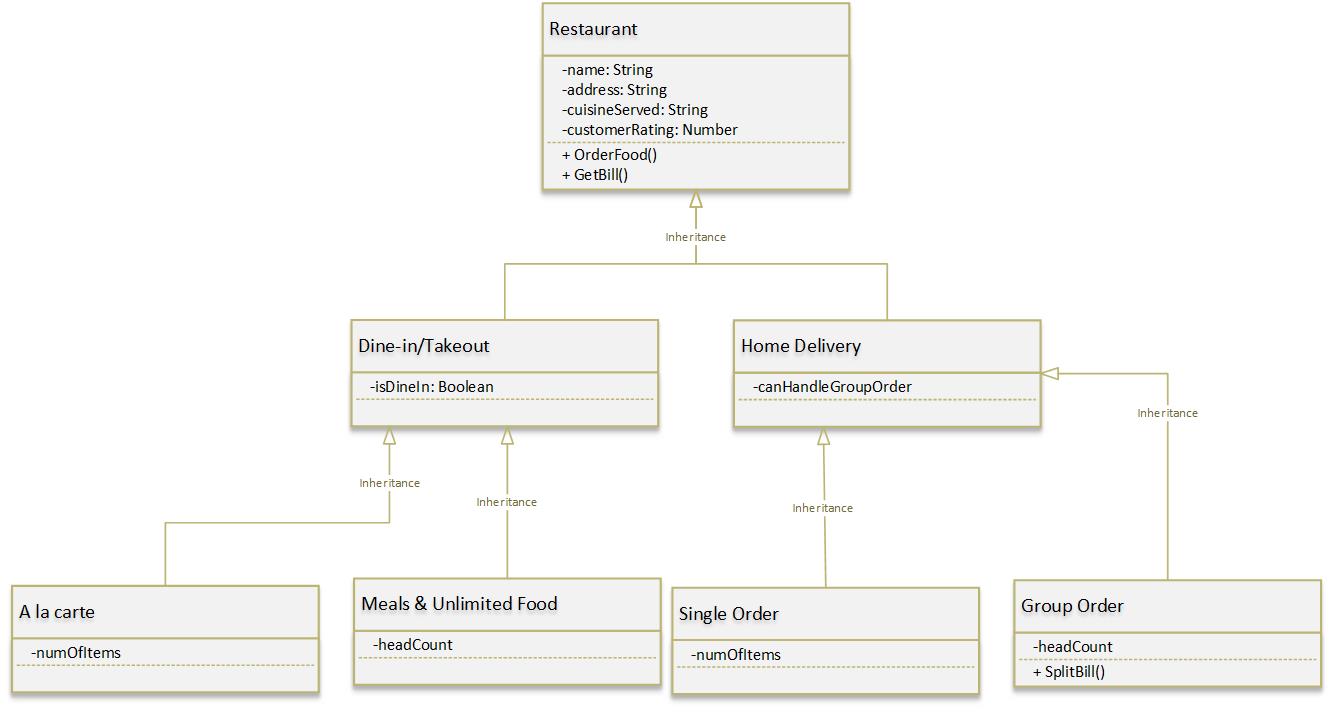 Restaurant
-name: String
-address: String
-cuisineServed: String
-customerRating: Number
+ OrderFood()
+ GetBill()
Inheritance
Dine-in/Takeout
-isDineIn: Boolean
Home Delivery
-canHandleGroupOrder
Inheritance
Inheritance
Inheritance
Inheritance
A la carte
-numOfItems
Meals & Unlimited Food
-headCount
Single Order
-numOfItems
Group Order
-headCount
+ SplitBill()